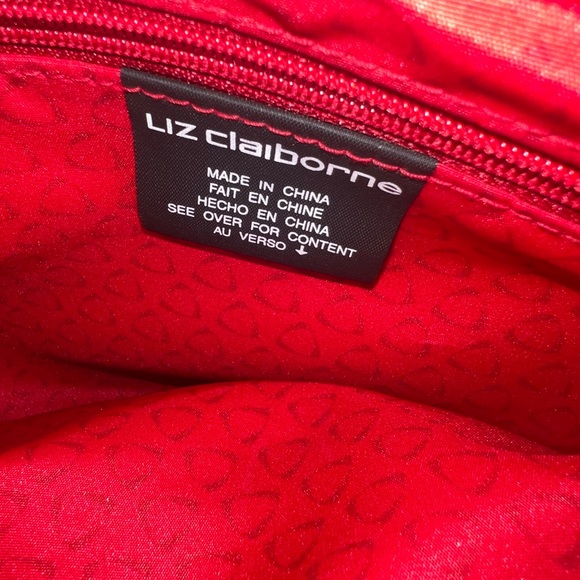 Liz claiborne
MADE IN CHINA
FAIT EN CHINE
HECHO EN CHINA
SEE OVER FOR CONTENT
AU VERSO ↓